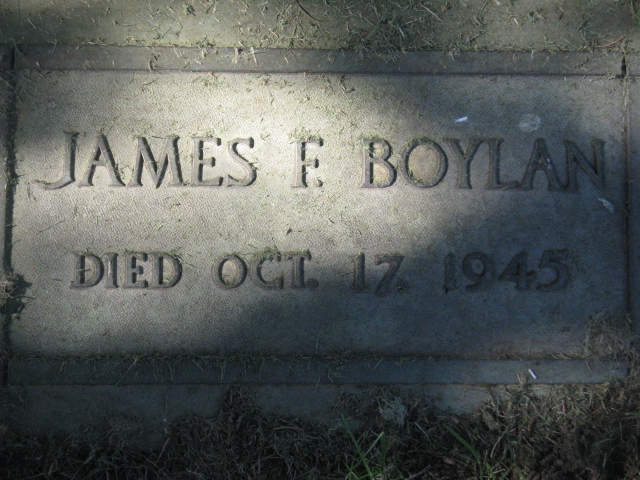 JAMES F. BOYLAN
DIED OCT. 17, 1945